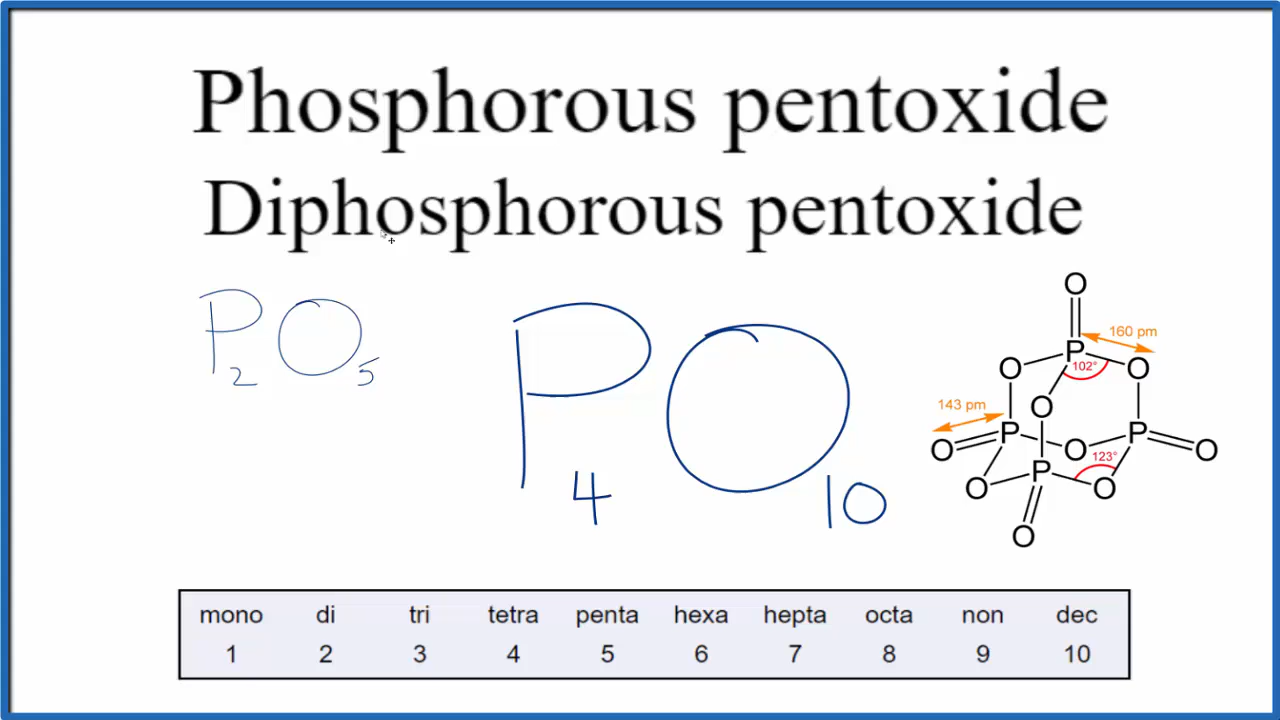 Phosphorous pentoxide
Diphosphorous pentoxide
P2O5
P4O10
O
160 pm
P
102°
O O
143 pm
O
P P
O O O
123°
P
O O
O
mono di tri tetra penta hexa hepta octa non dec
1 2 3 4 5 6 7 8 9 10